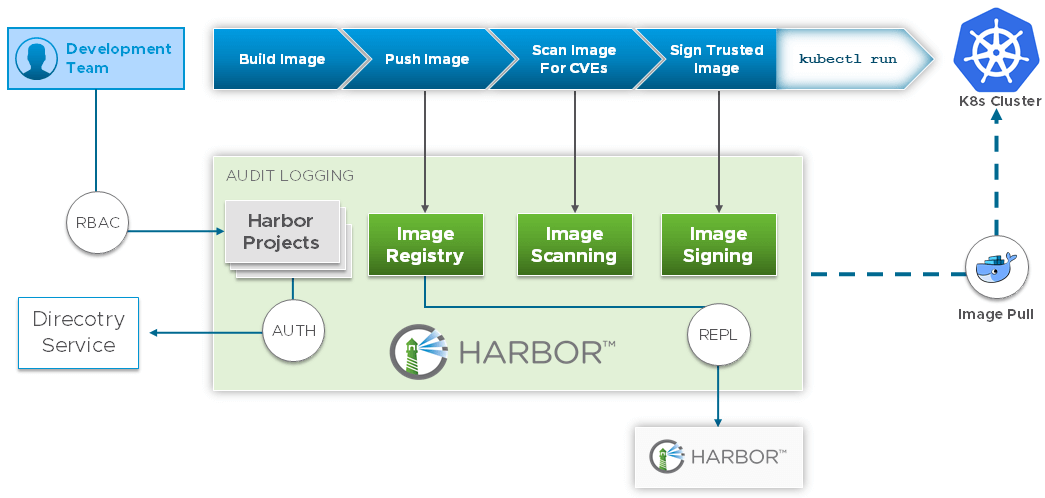 Development
Team
Build Image
Push Image
Scan Image
For CVEs
Sign Trusted
Image
kubectl run
K8s Cluster
AUDIT LOGGING
RBAC
Harbor
Projects
Image
Registry
Image
Scanning
Image
Signing
Image Pull
Direcotry
Service
AUTH
HARBOR™
REPL
HARBOR™